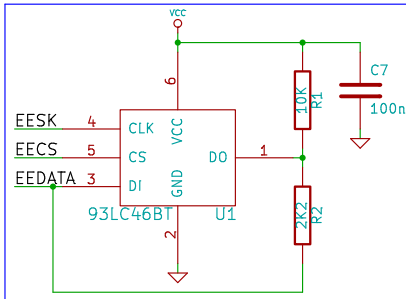 VCC
C7
100n
6
10K
R1
EESK
4
CLK
VCC
EECS
5
CS
DO
1
EEDATA
3
DI
GND
93LC46BT
U1
2
2K2
R2